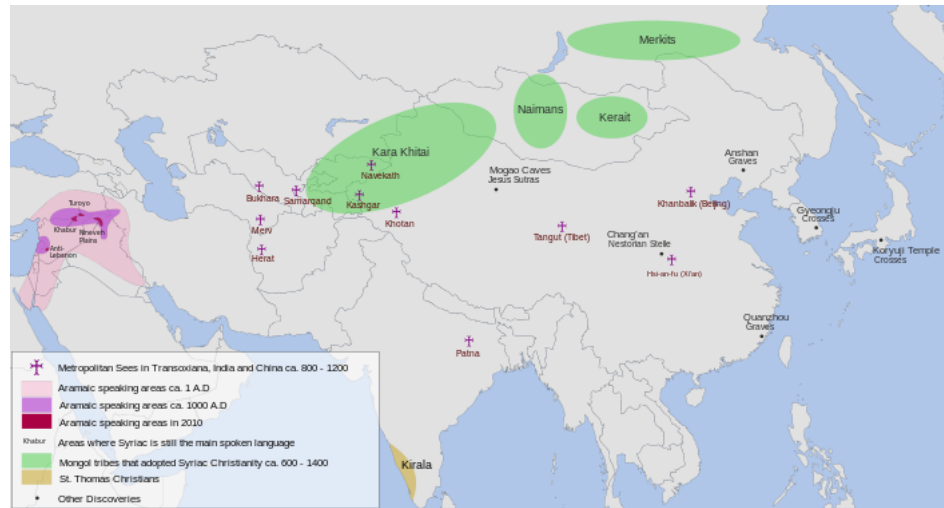 Merkits
Naimans
Kerait
Kara Khitai
Navekath
Mogao Caves
Jesus Sutras
Anshan
Graves
Bukhara
Samarqand
Kashgar
Khanbalik (Beijing)
Turoyo
Khabur
Nineveh
Plains
Anti-
Lebanon
Merv
Khotan
Gyeongju
Crosses
Herat
Tangut (Tibet)
Chang'an
Nestorian Stelle
Koryuji Temple
Crosses
Hsi-an-fu (Xi'an)
Quanzhou
Graves
Patna
Kirala
Metropolitan Sees in Transoxiana, India and China ca. 800 - 1200
Aramaic speaking areas ca. 1 A.D
Aramaic speaking areas ca. 1000 A.D
Aramaic speaking areas in 2010
Khabur Areas where Syriac is still the main spoken language
Mongol tribes that adopted Syriac Christianity ca. 600 - 1400
St. Thomas Christians
Other Discoveries